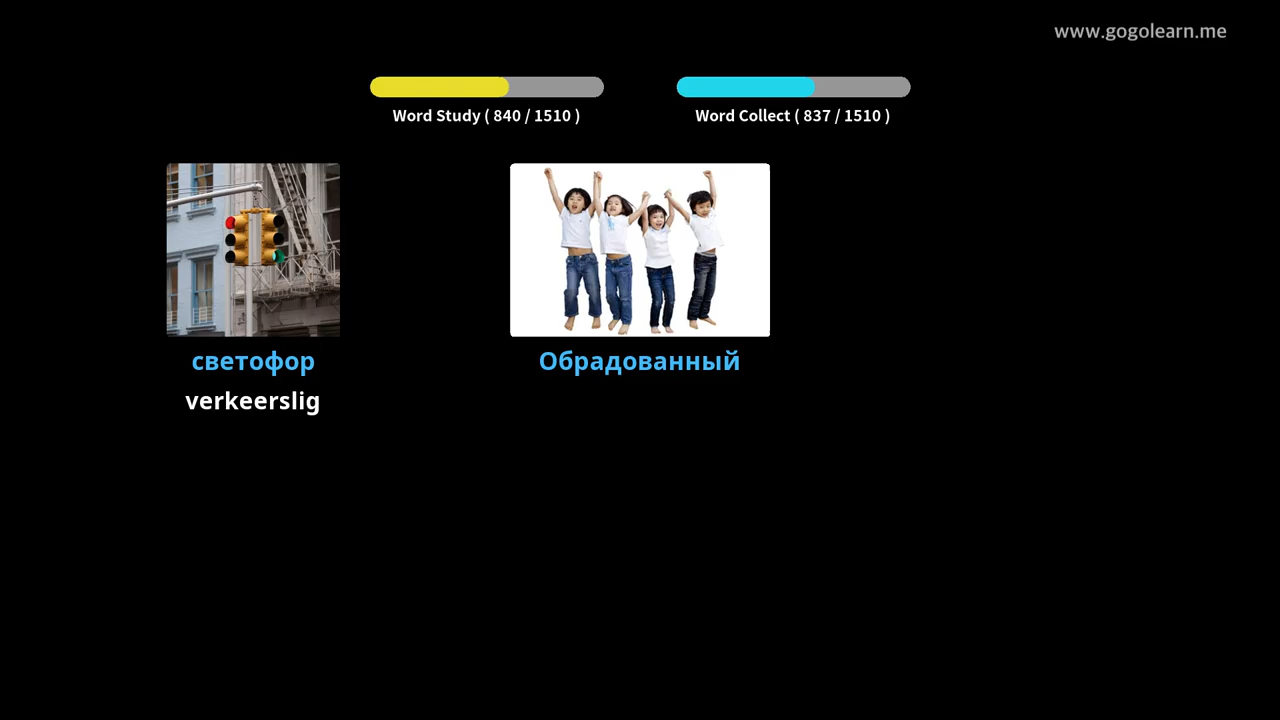 www.gogolearn.me
Word Study ( 840 / 1510 )
Word Collect ( 837 / 1510 )
светофор
verkeerslig
Обрадованный